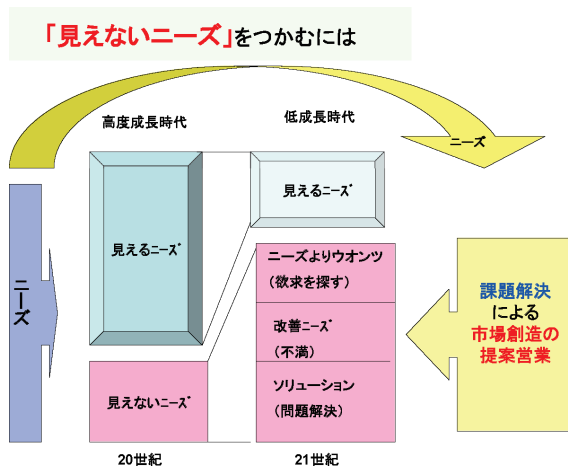 「見えないニーズ」をつかむには
高度成長時代
低成長時代
ニーズ
ニーズ
見えるニーズ
見えるニーズ
見えないニーズ
ニーズよりウオンツ
(欲求を探す)
改善ニーズ
(不満)
ソリューション
(問題解決)
課題解決
による
市場創造の
提案営業
20世紀
21世紀